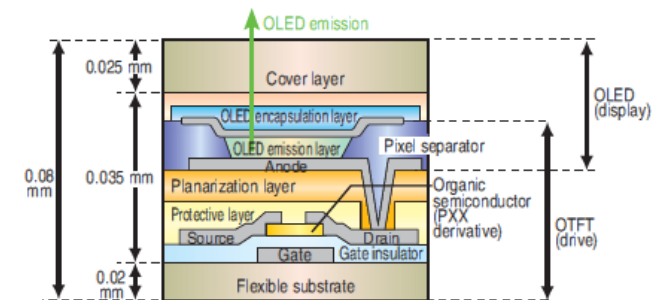 OLED emission
0.025 mm
Cover layer
OLED encapsulation layer
OLED
(display)
OLED emission layer
Pixel separator
Anode
0.08
mm
0.035 mm
Planarization layer
Organic
semiconductor
(PXX
derivative)
Protective layer
OTFT
(drive)
Source
Drain
Gate
Gate insulator
0.02
mm
Flexible substrate